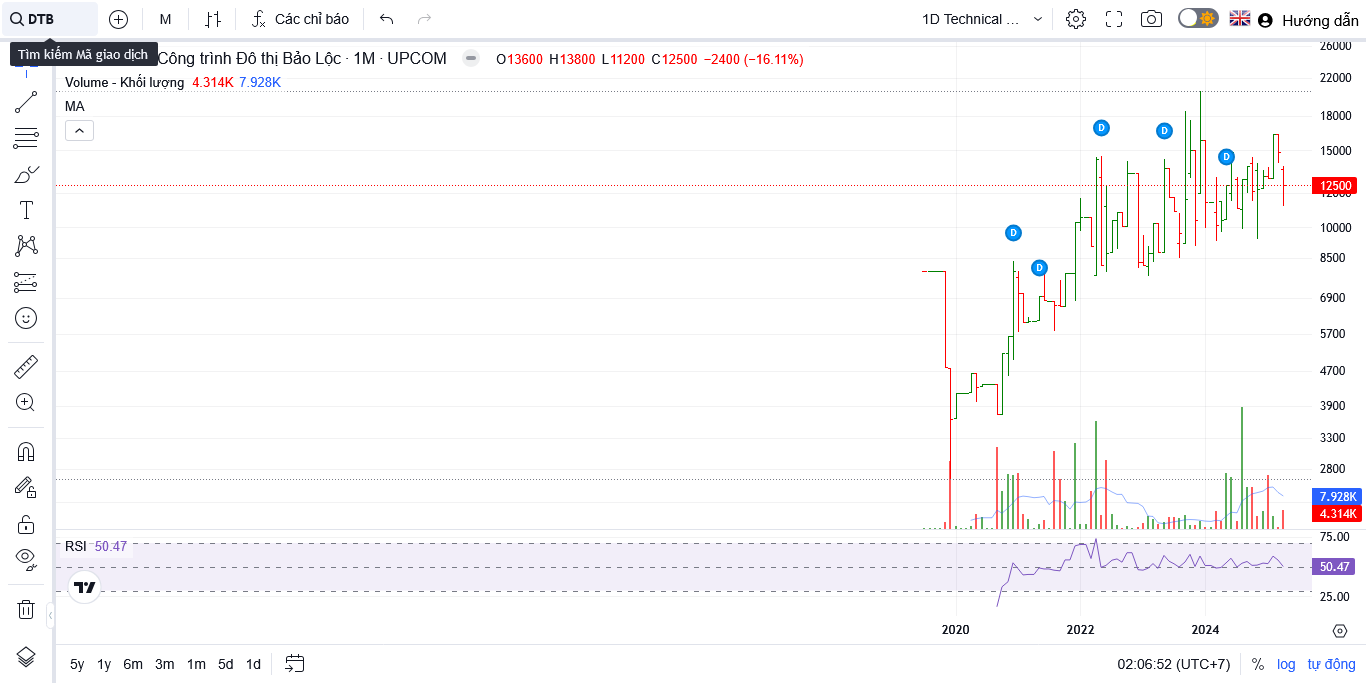 DTB
M
Các chỉ báo
1D Technical ...
Hướng dẫn
Tìm kiếm Mã giao dịch
Công trình Đô thị Bảo Lộc · 1M · UPCOM
O13600 H13800 L11200 C12500 −2400 (−16.11%)
Volume - Khối lượng 4.314K 7.928K
MA
26000
22000
18000
15000
12500
10000
8500
6900
5700
4700
3900
3300
2800
7.928K
4.314K
D
D
D
D
D
RSI 50.47
75.00
50.47
25.00
2020 2022 2024
5y 1y 6m 3m 1m 5d 1d
02:06:52 (UTC+7)
% log tự động